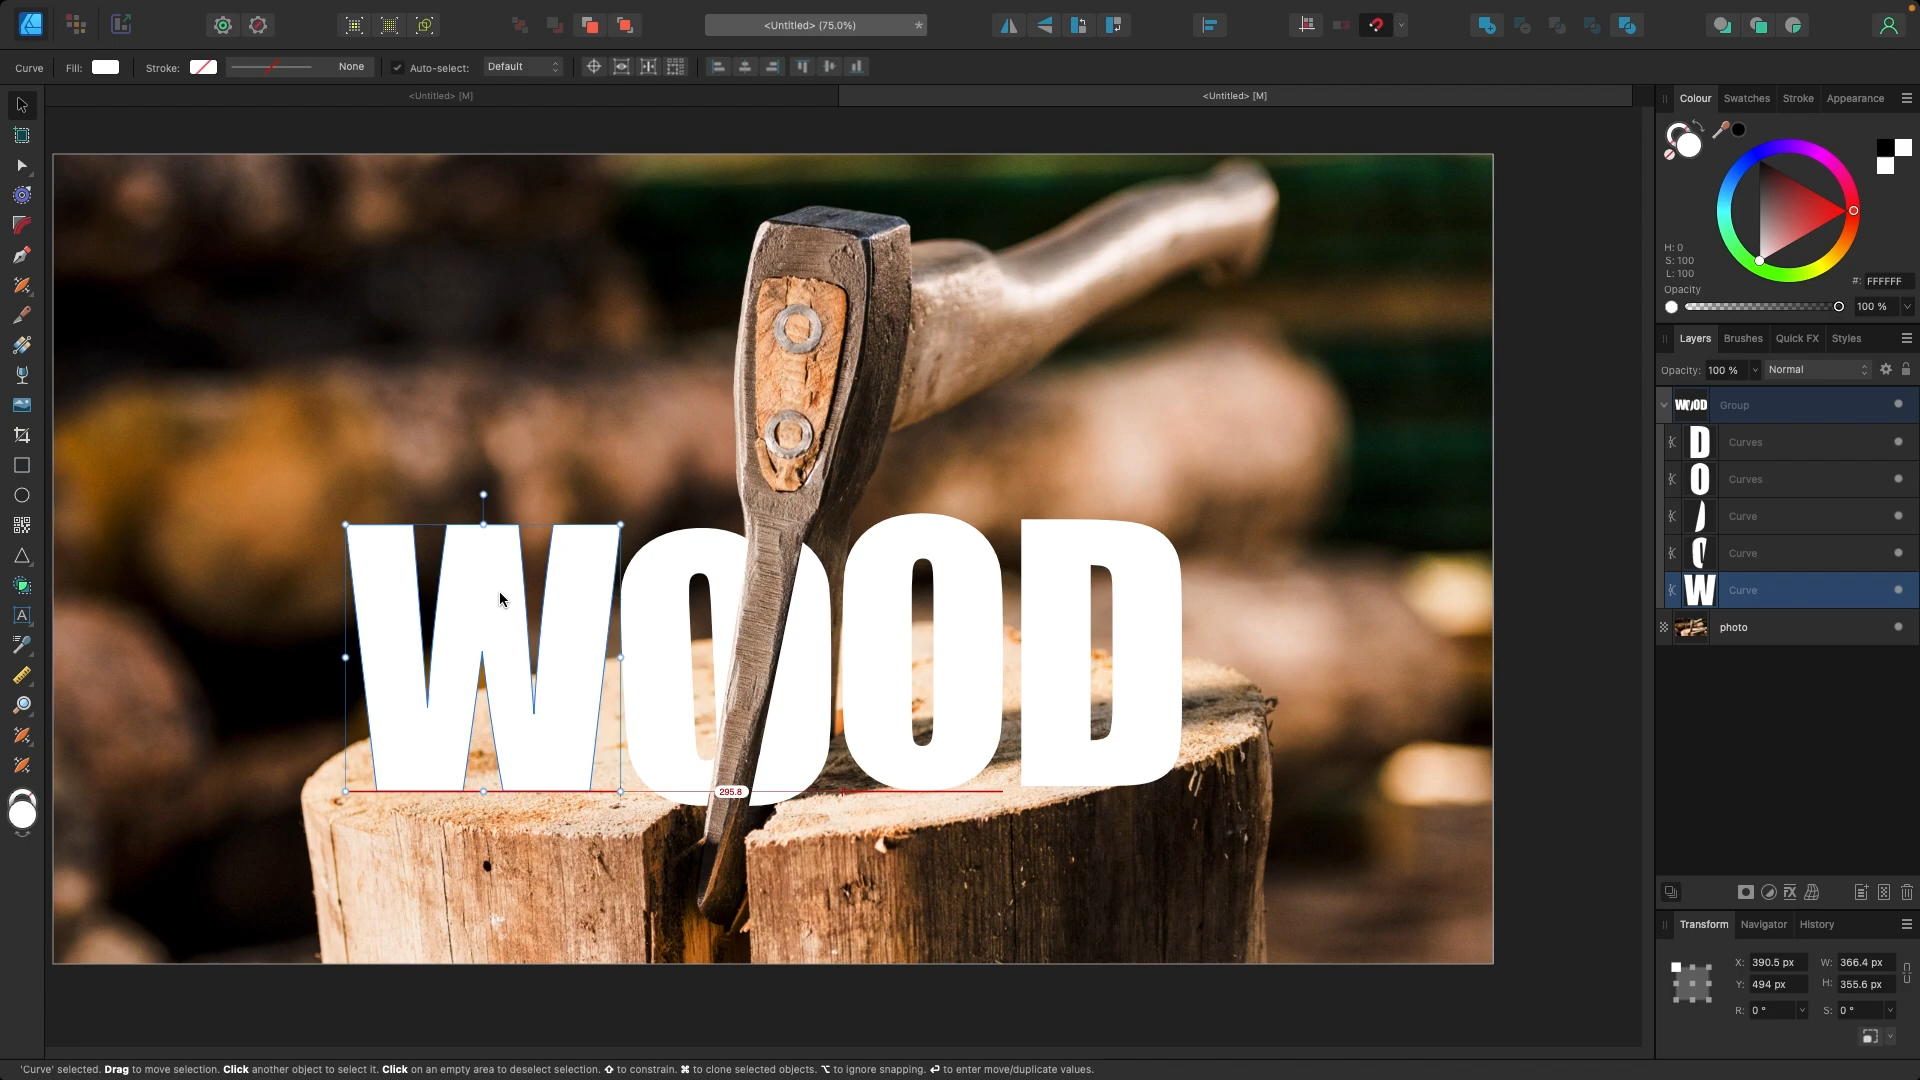 <Untitled> (75.0%)
*
Curve
Fill:
Stroke:
None
Auto-select:
Default
<Untitled> [M]
<Untitled> [M]
Colour
Swatches
Stroke
Appearance
H: 0
S: 100
L: 100
#: FFFFFF
Opacity
100 %
Layers
Brushes
Quick FX
Styles
Opacity: 100 %
Normal
WOOD
Group
D
Curves
O
Curves
Curve
Curve
W
Curve
photo
WOOD
295.8
A
FX
Transform
Navigator
History
X: 390.5 px
W: 366.4 px
Y: 494 px
H: 355.6 px
R: 0 °
S: 0 °
'Curve' selected. Drag to move selection. Click another object to select it. Click on an empty area to deselect selection. ⇧ to constrain. ⌘ to clone selected objects. ⌥ to ignore snapping. ↵ to enter move/duplicate values.